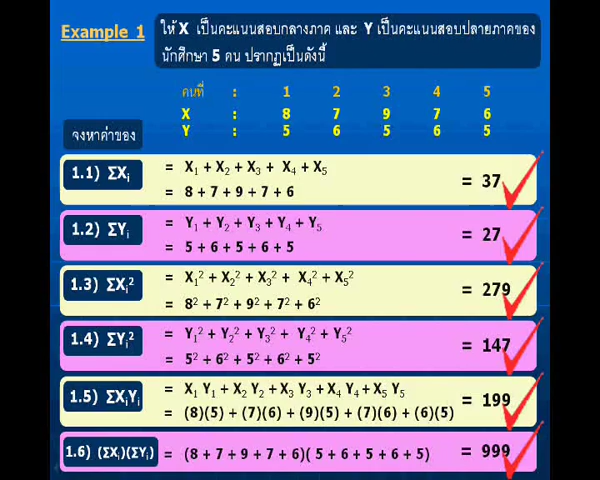 Example 1
ให้ X เป็นคะแนนสอบกลางภาค และ Y เป็นคะแนนสอบปลายภาคของ
นักศึกษา 5 คน ปรากฏเป็นดังนี้
คนที่ : 1 2 3 4 5
X : 8 7 9 7 6
Y : 5 6 5 6 5
จงหาค่าของ
1.1) ΣXᵢ = X₁ + X₂ + X₃ + X₄ + X₅
= 8 + 7 + 9 + 7 + 6 = 37
1.2) ΣYᵢ = Y₁ + Y₂ + Y₃ + Y₄ + Y₅
= 5 + 6 + 5 + 6 + 5 = 27
1.3) ΣXᵢ² = X₁² + X₂² + X₃² + X₄² + X₅²
= 8² + 7² + 9² + 7² + 6² = 279
1.4) ΣYᵢ² = Y₁² + Y₂² + Y₃² + Y₄² + Y₅²
= 5² + 6² + 5² + 6² + 5² = 147
1.5) ΣXᵢYᵢ = X₁ Y₁ + X₂ Y₂ + X₃ Y₃ + X₄ Y₄ + X₅ Y₅
= (8)(5) + (7)(6) + (9)(5) + (7)(6) + (6)(5) = 199
1.6) (ΣXᵢ)(ΣYᵢ) = (8 + 7 + 9 + 7 + 6)( 5 + 6 + 5 + 6 + 5) = 999